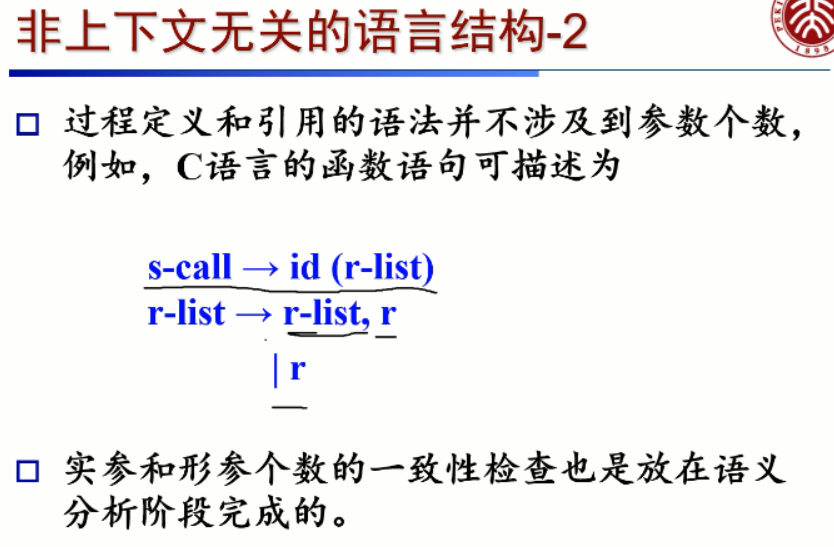 非上下文无关的语言结构-2
过程定义和引用的语法并不涉及到参数个数，
例如，C语言的函数语句可描述为
s-call → id (r-list)
r-list → r-list, r
| r
实参和形参个数的一致性检查也是放在语义
分析阶段完成的。